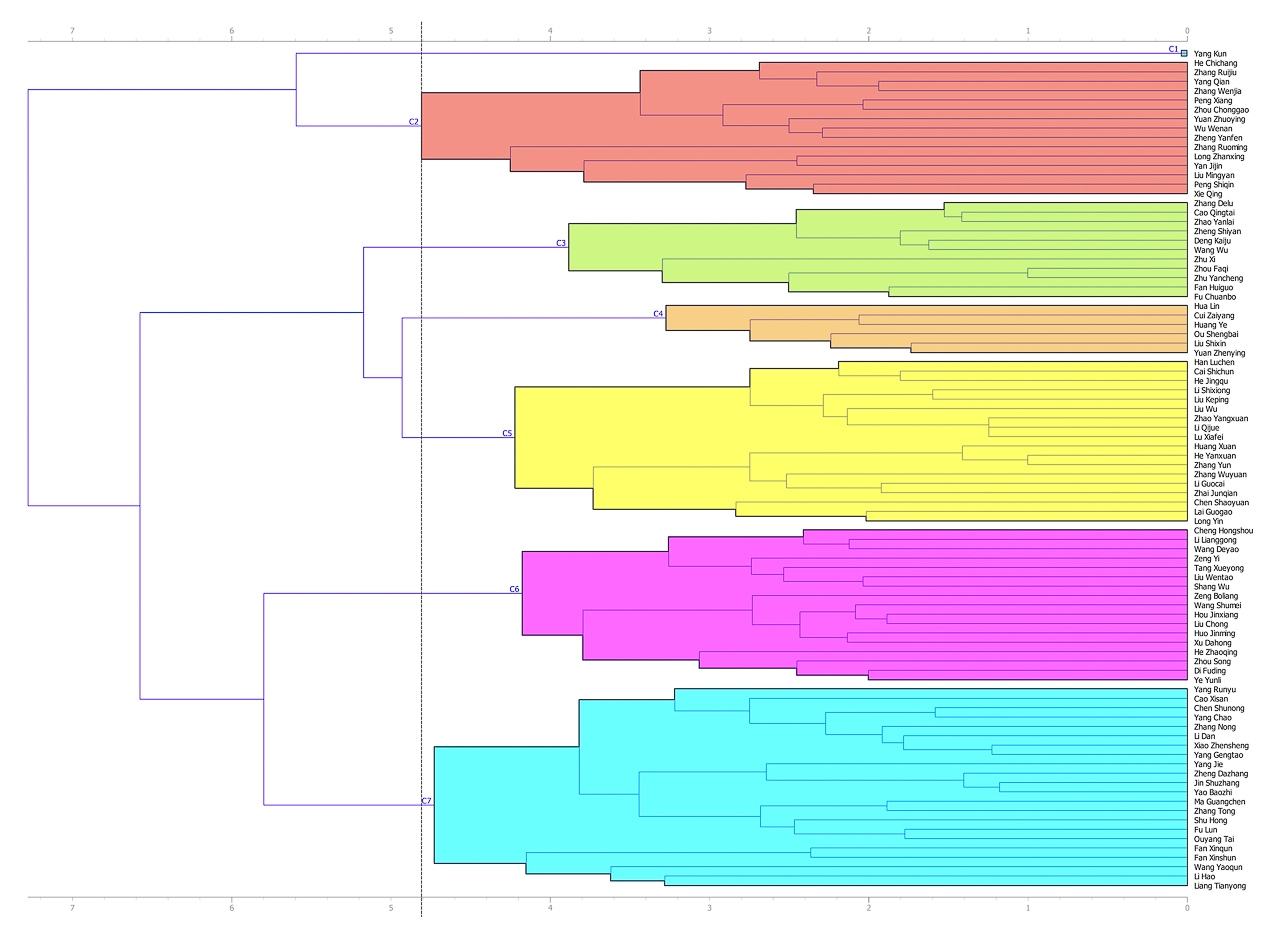 7 6 5 4 3 2 1 0
C1 Yang Kun
He Chichang
Zhang Ruijiu
Yang Qian
Zhang Wenjia
Peng Xiang
Zhou Chonggao
Yuan Zhuoying
C2 Wu Wenan
Zheng Yanfen
Zhang Ruoming
Long Zhanxing
Yan Jijin
Liu Mingyan
Peng Shiqin
Xie Qing
Zhang Delu
Cao Qingtai
Zhao Yanlai
Zheng Shiyan
C3 Deng Kaiju
Wang Wu
Zhu Xi
Zhou Faqi
Zhu Yancheng
Fan Huiguo
Fu Chuanbo
Hua Lin
C4 Cui Zaiyang
Huang Ye
Ou Shengbai
Liu Shixin
Yuan Zhenying
Han Luchen
Cai Shichun
He Jingqu
Li Shixiong
Liu Keping
Liu Wu
Zhao Yangxuan
Li Qijue
C5 Lu Xiafei
Huang Xuan
He Yanxuan
Zhang Yun
Zhang Wuyuan
Li Guocai
Zhai Junqian
Chen Shaoyuan
Lai Guogao
Long Yin
Cheng Hongshou
Li Lianggong
Wang Deyao
Zeng Yi
Tang Xueyong
Liu Wentao
C6 Shang Wu
Zeng Boliang
Wang Shumei
Hou Jinxiang
Liu Chong
Huo Jinming
Xu Dahong
He Zhaoqing
Zhou Song
Di Fuding
Ye Yunli
Yang Runyu
Cao Xisan
Chen Shunong
Yang Chao
Zhang Nong
Li Dan
Xiao Zhensheng
Yang Gengtao
Yang Jie
Zheng Dazhang
Jin Shuzhang
Yao Baozhi
C7 Ma Guangchen
Zhang Tong
Shu Hong
Fu Lun
Ouyang Tai
Fan Xinqun
Fan Xinshun
Wang Yaoqun
Li Hao
Liang Tianyong
7 6 5 4 3 2 1 0